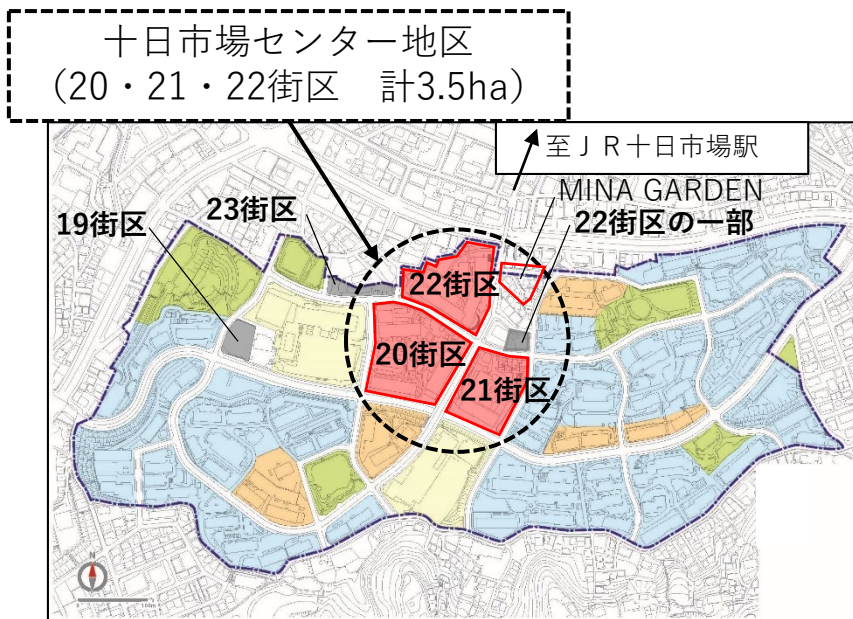 十日市場センター地区
(20・21・22街区　計3.5ha)
至ＪＲ十日市場駅
MINA GARDEN
22街区の一部
23街区
19街区
22街区
20街区
21街区
N
0 100m